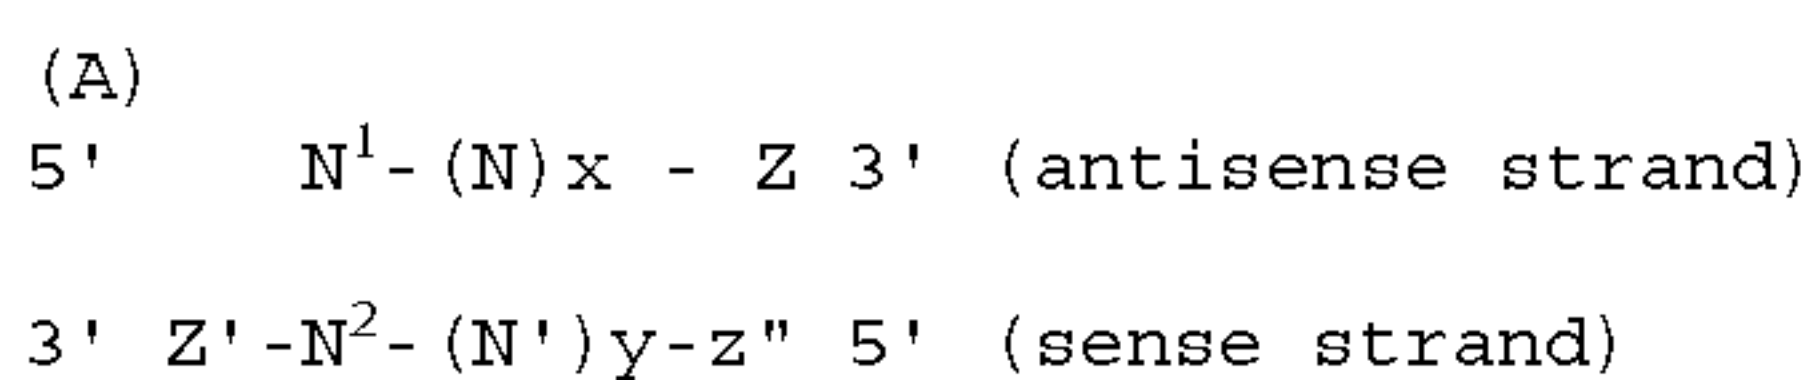 (A)
5' N¹-(N)x - Z 3' (antisense strand)
3' Z'-N²-(N')y-z" 5' (sense strand)